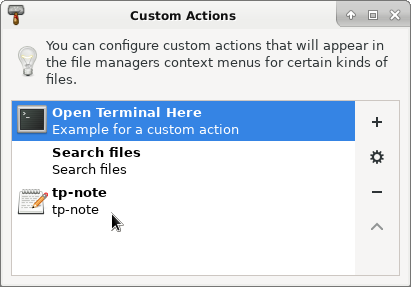 Custom Actions
You can configure custom actions that will appear in
the file managers context menus for certain kinds of
files.
Open Terminal Here
Example for a custom action
Search files
Search files
tp-note
tp-note